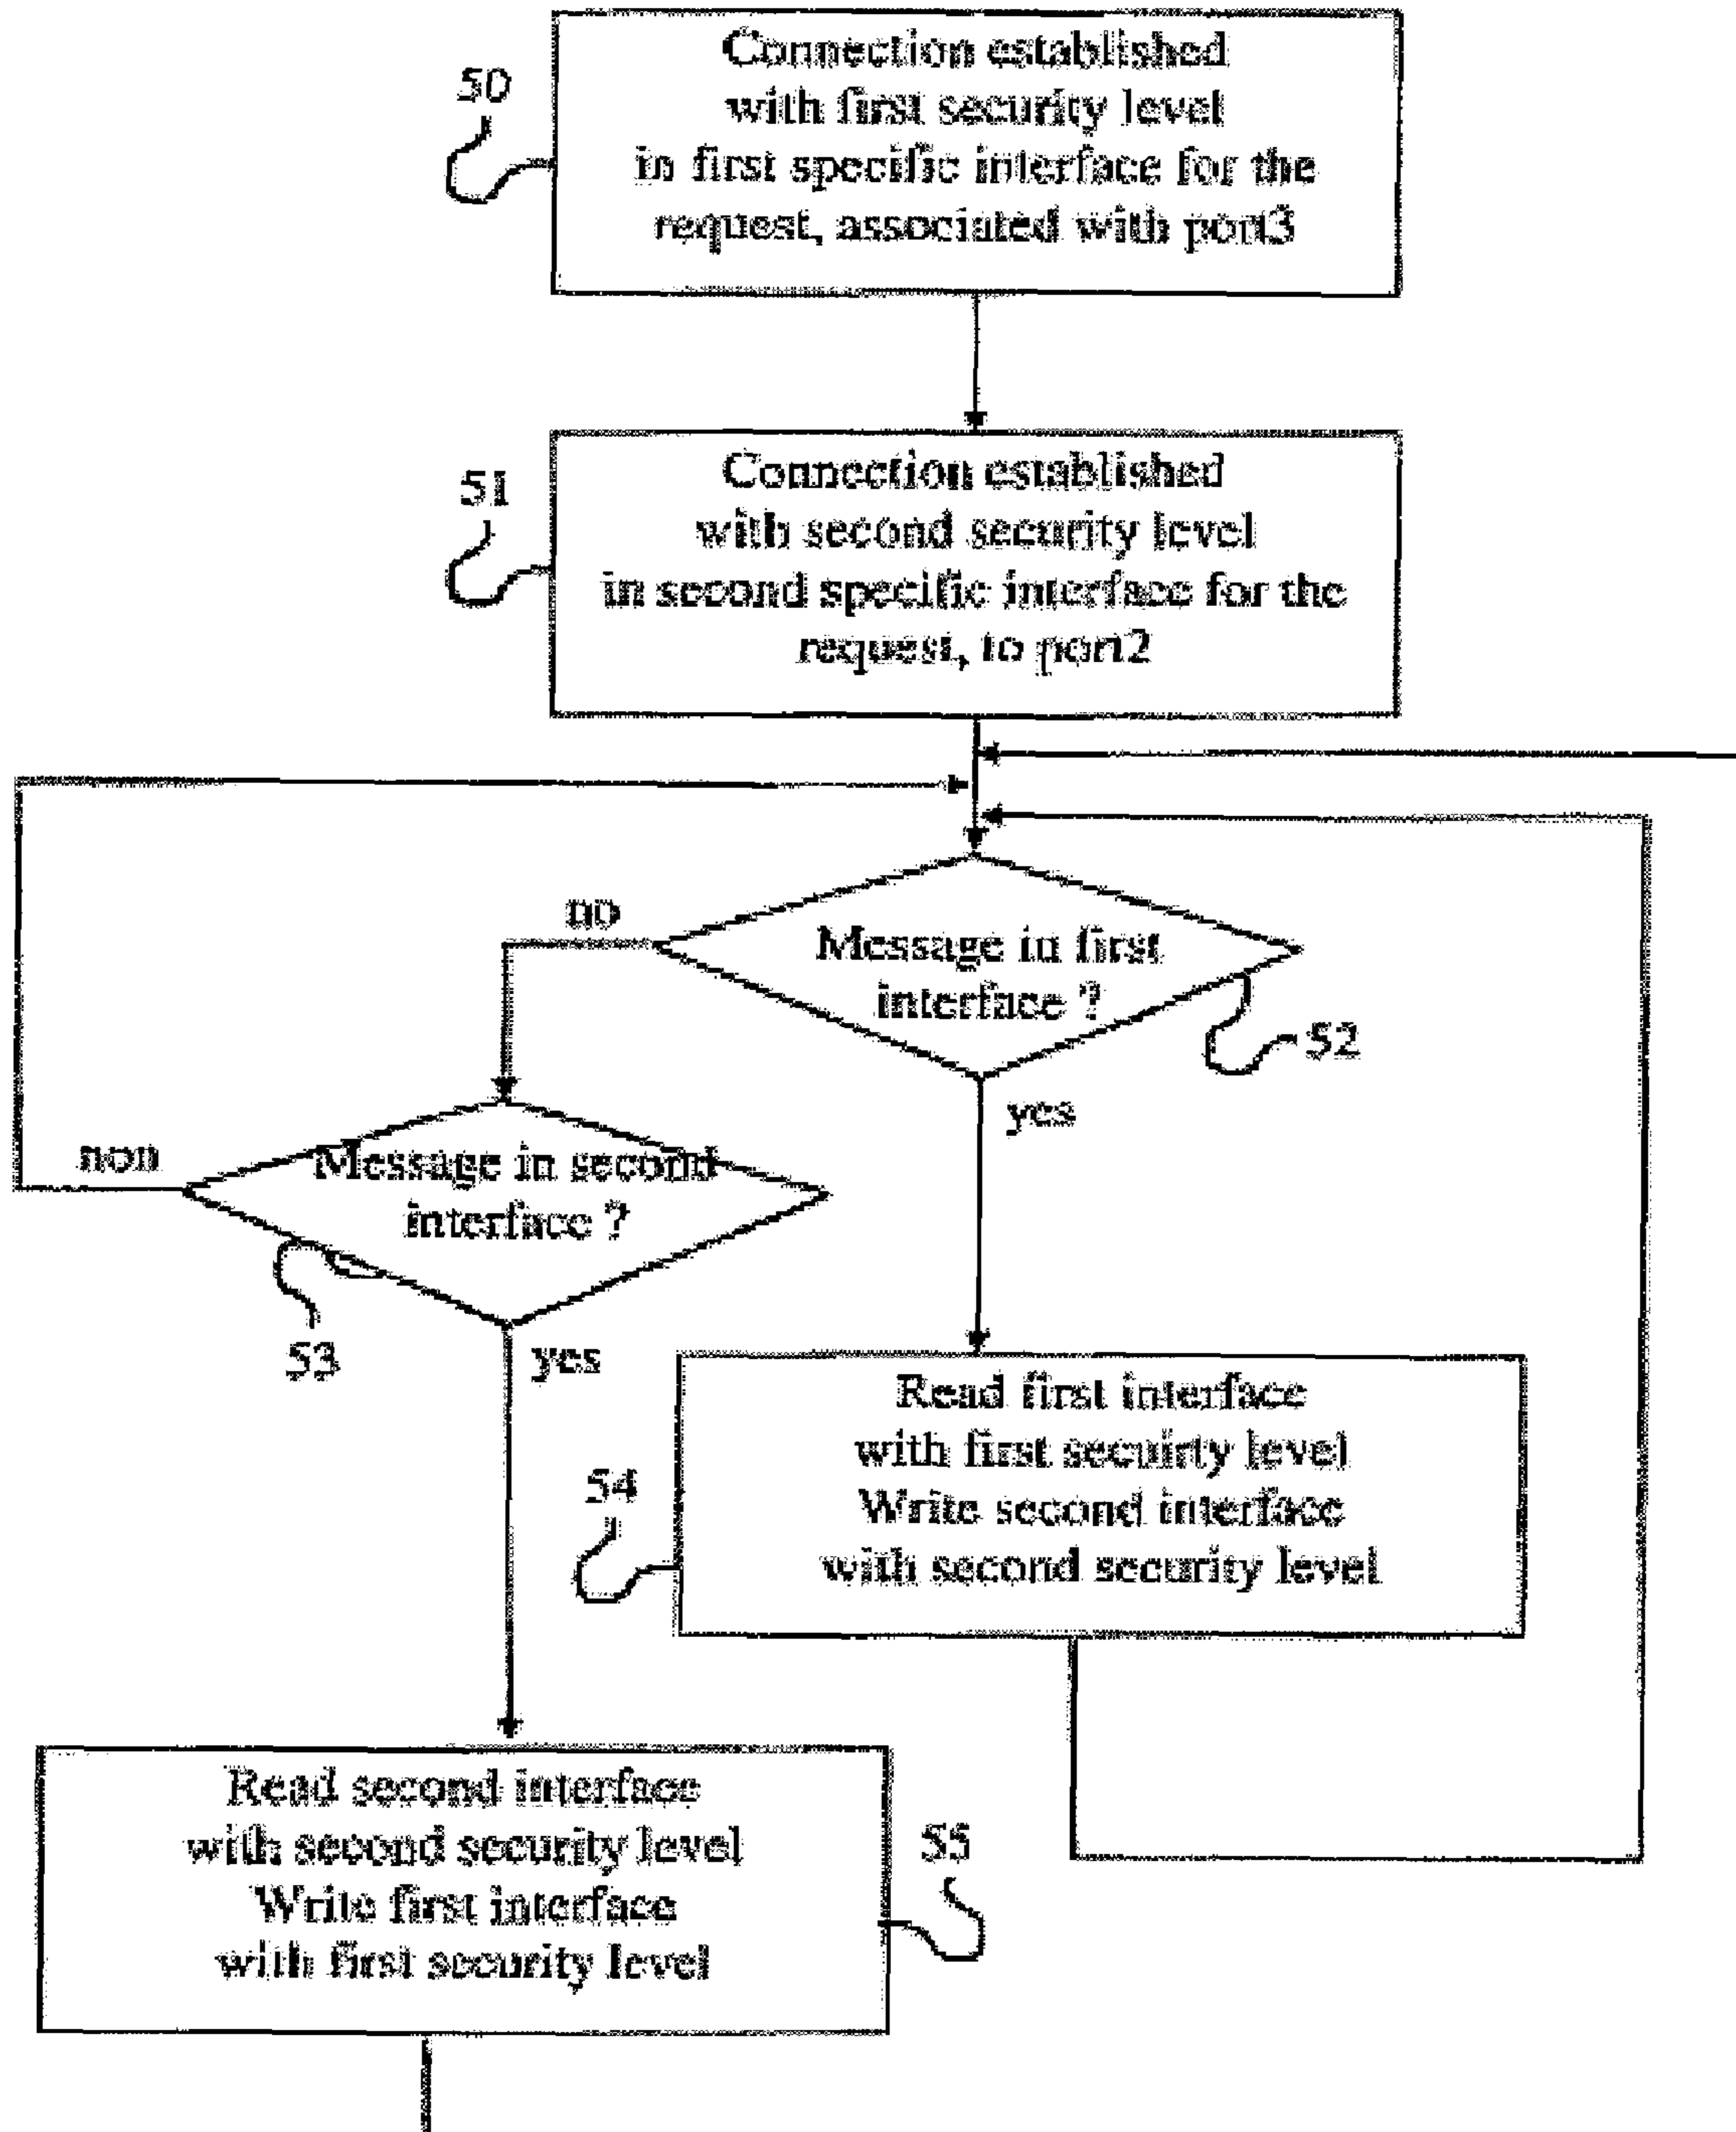 Connection established
with first security level
in first specific interface for the
request, associated with port3
50
Connection established
with second security level
in second specific interface for the
request, to port2
51
no
Message in first
interface ?
52
yes
non
Message in second
interface ?
53
yes
Read first interface
with first secuirty level
Write second interface
with second security level
54
Read second interface
with second security level
Write first interface
with first security level
55